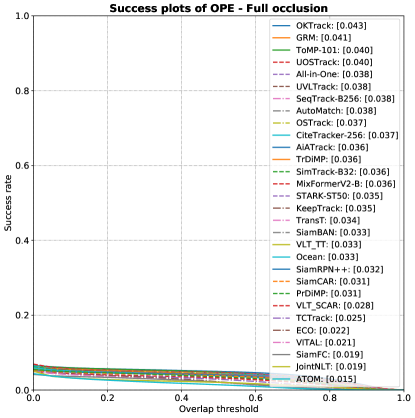 Success plots of OPE - Full occlusion
1.0
0.8
0.6
0.4
0.2
0.0
Success rate
OKTrack: [0.043]
GRM: [0.041]
ToMP-101: [0.040]
UOSTrack: [0.040]
All-in-One: [0.038]
UVLTrack: [0.038]
SeqTrack-B256: [0.038]
AutoMatch: [0.038]
OSTrack: [0.037]
CiteTracker-256: [0.037]
AiATrack: [0.036]
TrDiMP: [0.036]
SimTrack-B32: [0.036]
MixFormerV2-B: [0.036]
STARK-ST50: [0.035]
KeepTrack: [0.035]
TransT: [0.034]
SiamBAN: [0.033]
VLT_TT: [0.033]
Ocean: [0.033]
SiamRPN++: [0.032]
SiamCAR: [0.031]
PrDiMP: [0.031]
VLT_SCAR: [0.028]
TCTrack: [0.025]
ECO: [0.022]
VITAL: [0.021]
SiamFC: [0.019]
JointNLT: [0.019]
ATOM: [0.015]
0.0 0.2 0.4 0.6 0.8 1.0
Overlap threshold